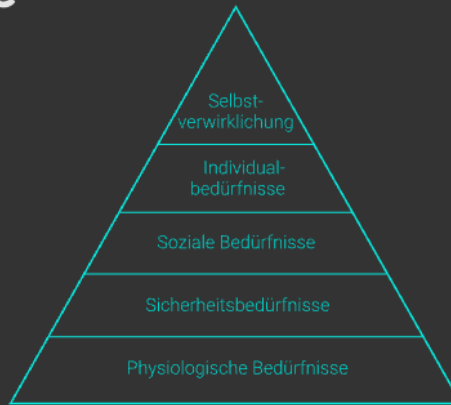 Selbst-
verwirklichung
Individual-
bedürfnisse
Soziale Bedürfnisse
Sicherheitsbedürfnisse
Physiologische Bedürfnisse